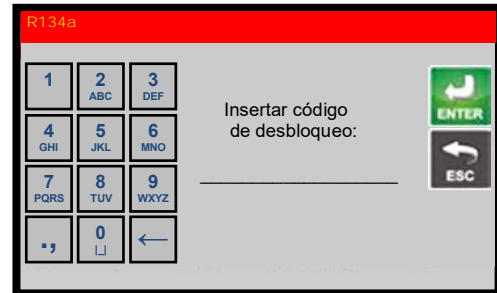 R134a
1
2
ABC
3
DEF
4
GHI
5
JKL
6
MNO
7
PQRS
8
TUV
9
WXYZ
.,
0
←
Insertar código
de desbloqueo:
ENTER
ESC